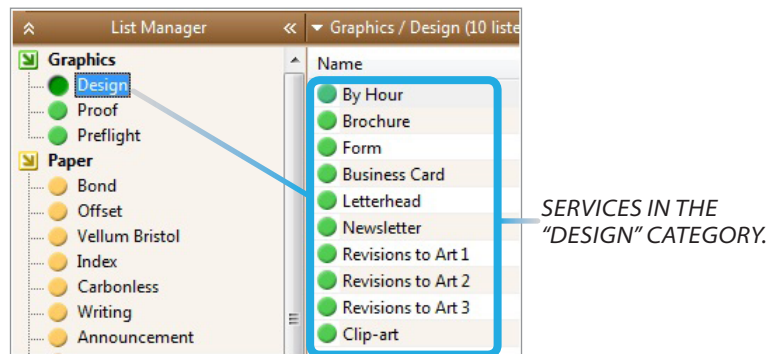 List Manager
Graphics
Design
Proof
Preflight
Paper
Bond
Offset
Vellum Bristol
Index
Carbonless
Writing
Announcement
Graphics / Design (10 liste
Name
By Hour
Brochure
Form
Business Card
Letterhead
Newsletter
Revisions to Art 1
Revisions to Art 2
Revisions to Art 3
Clip-art
SERVICES IN THE
“DESIGN” CATEGORY.